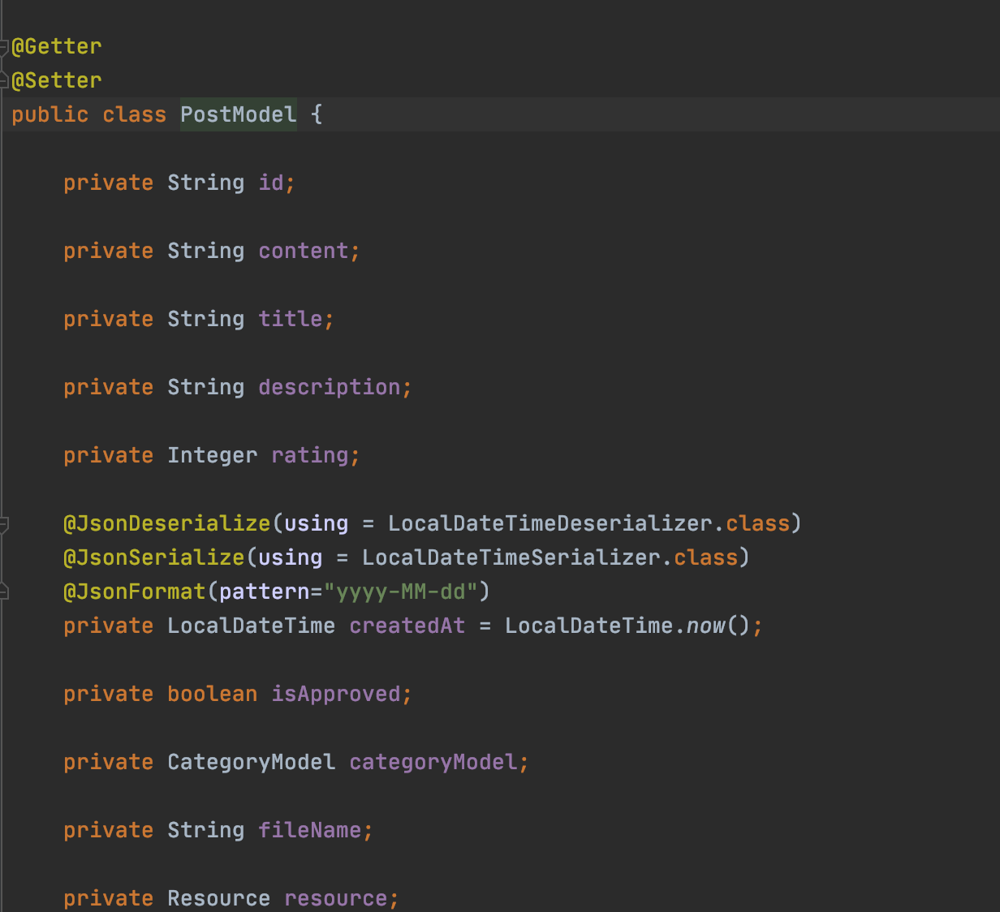 @Getter
@Setter
public class PostModel {
private String id;
private String content;
private String title;
private String description;
private Integer rating;
@JsonDeserialize(using = LocalDateTimeDeserializer.class)
@JsonSerialize(using = LocalDateTimeSerializer.class)
@JsonFormat(pattern="yyyy-MM-dd")
private LocalDateTime createdAt = LocalDateTime.now();
private boolean isApproved;
private CategoryModel categoryModel;
private String fileName;
private Resource resource;